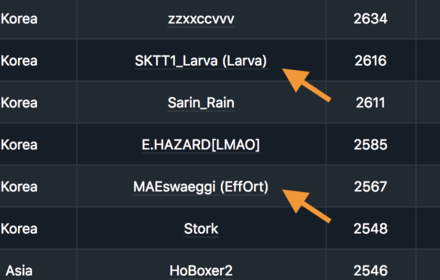 Korea zzxxccvvv 2634
Korea SKTT1_Larva (Larva) 2616
Korea Sarin_Rain 2611
Korea E.HAZARD[LMAO] 2585
Korea MAEswaeggi (EffOrt) 2567
Korea Stork 2548
Asia HoBoxer2 2546